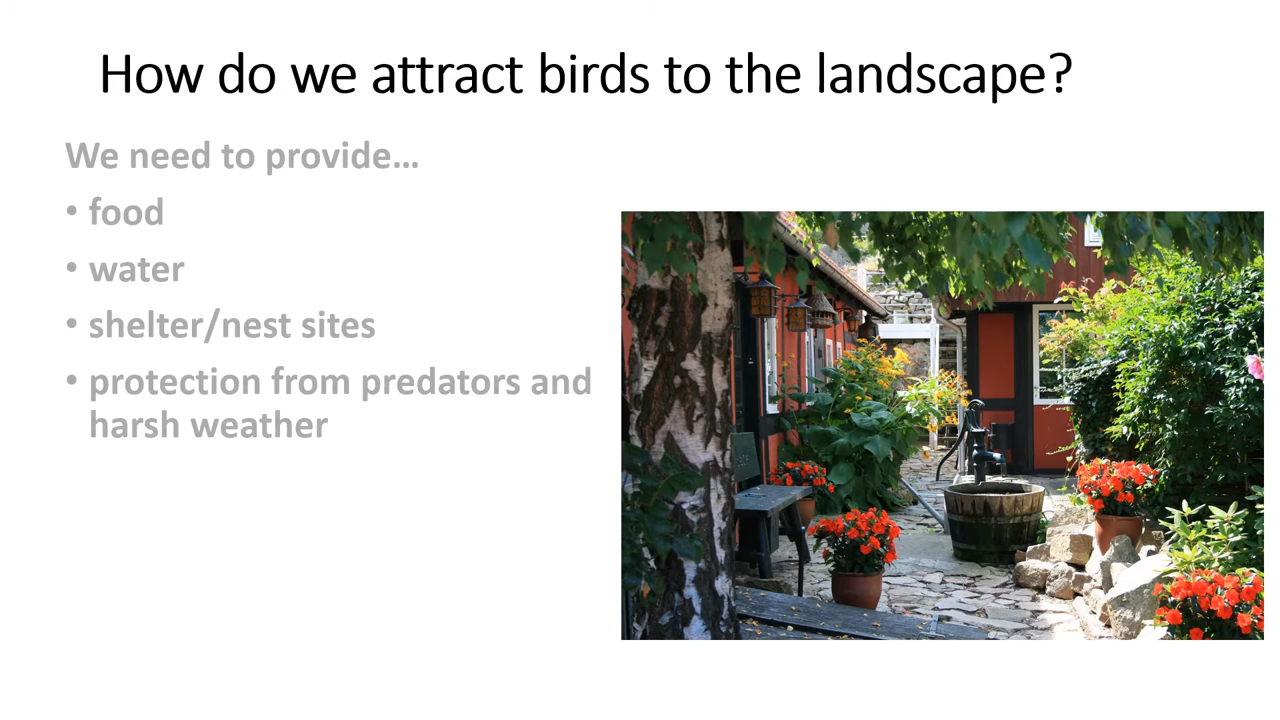 How do we attract birds to the landscape?
We need to provide…
• food
• water
• shelter/nest sites
• protection from predators and
harsh weather